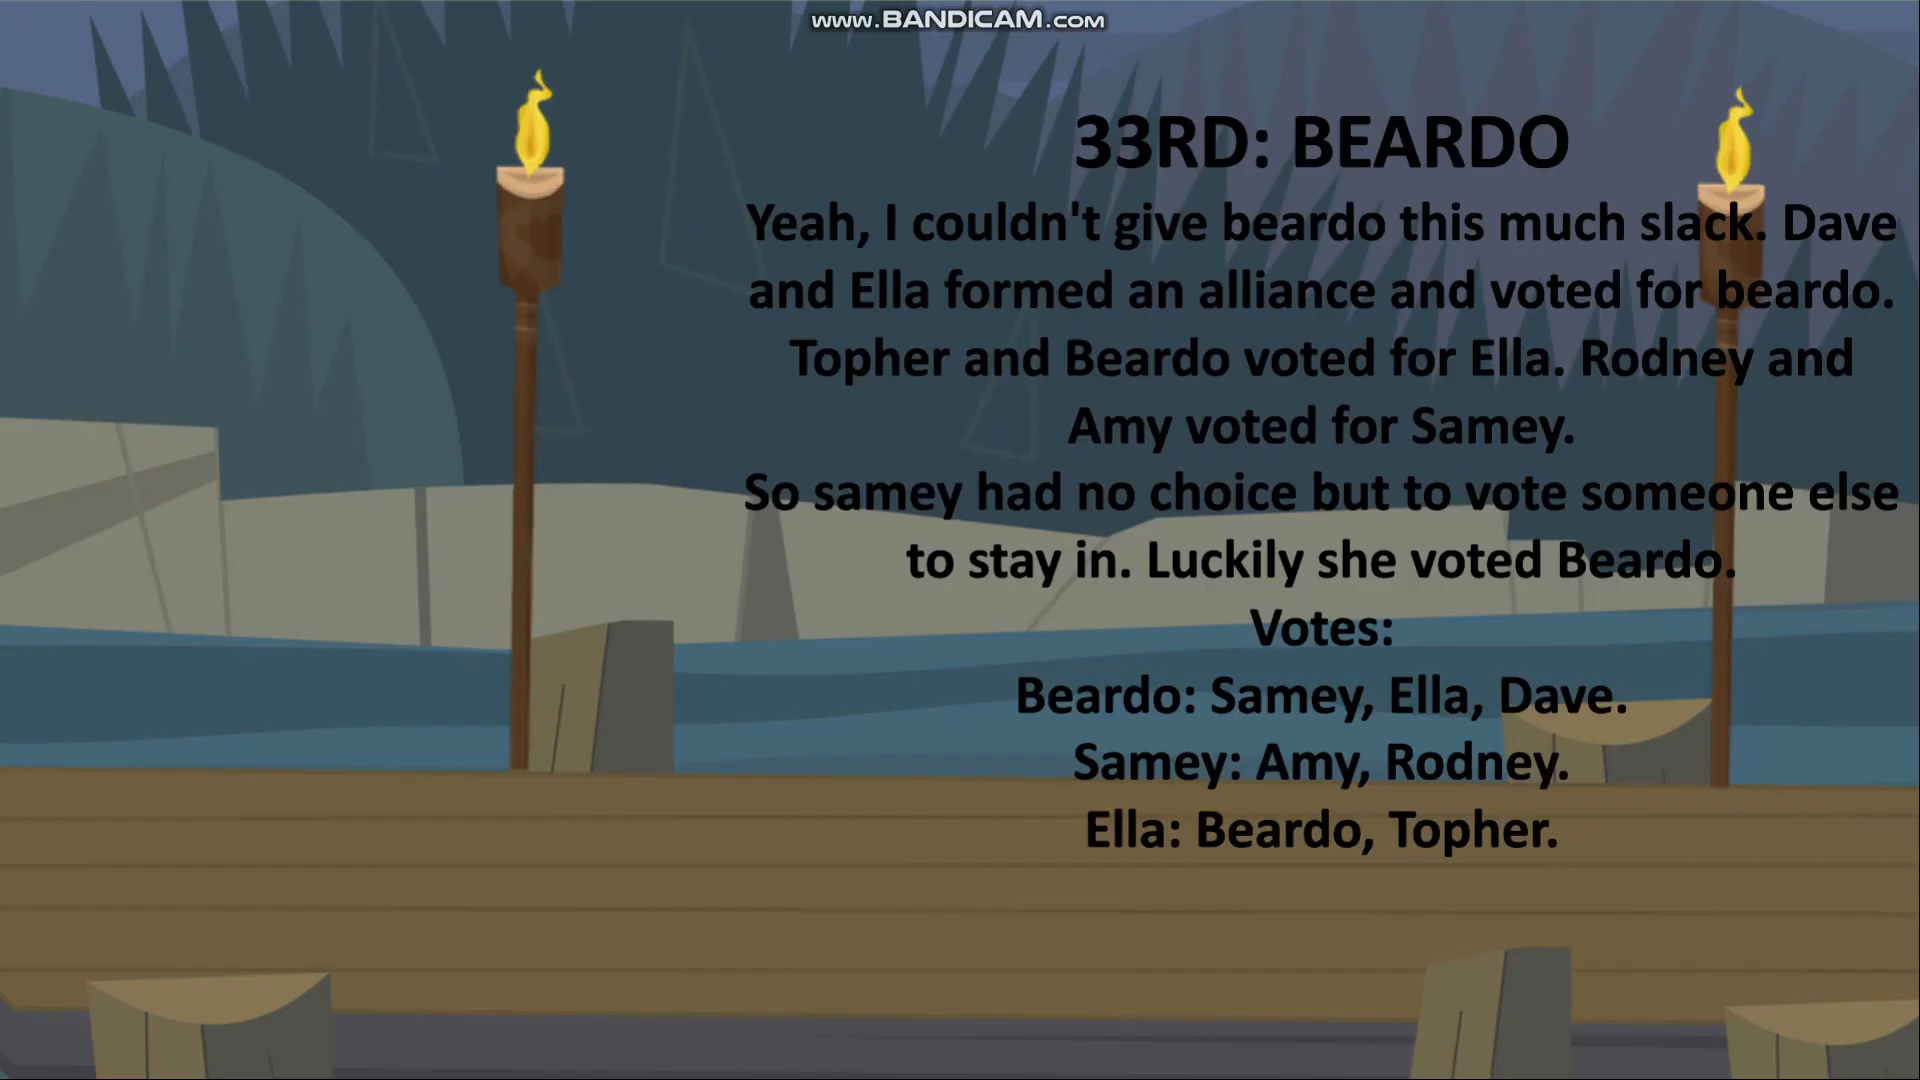 www.BANDICAM.com
33RD: BEARDO
Yeah, I couldn't give beardo this much slack. Dave
and Ella formed an alliance and voted for beardo.
Topher and Beardo voted for Ella. Rodney and
Amy voted for Samey.
So samey had no choice but to vote someone else
to stay in. Luckily she voted Beardo.
Votes:
Beardo: Samey, Ella, Dave.
Samey: Amy, Rodney.
Ella: Beardo, Topher.